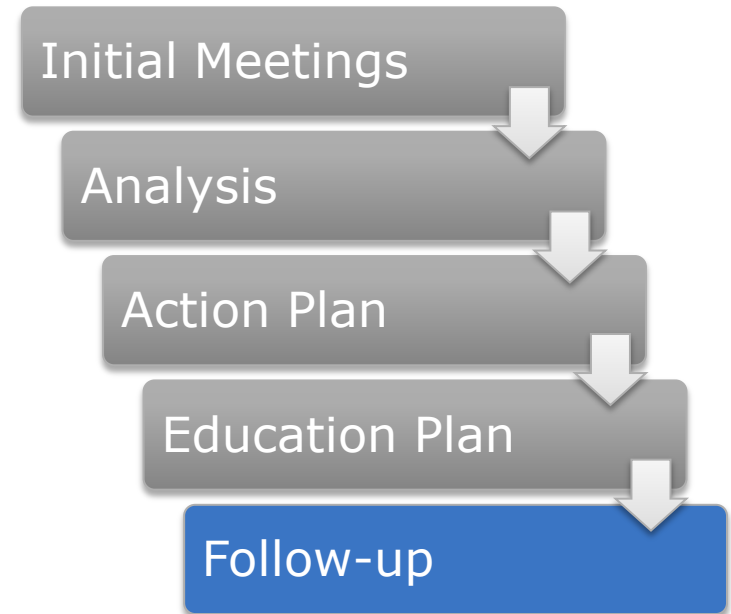 Initial Meetings
Analysis
Action Plan
Education Plan
Follow-up